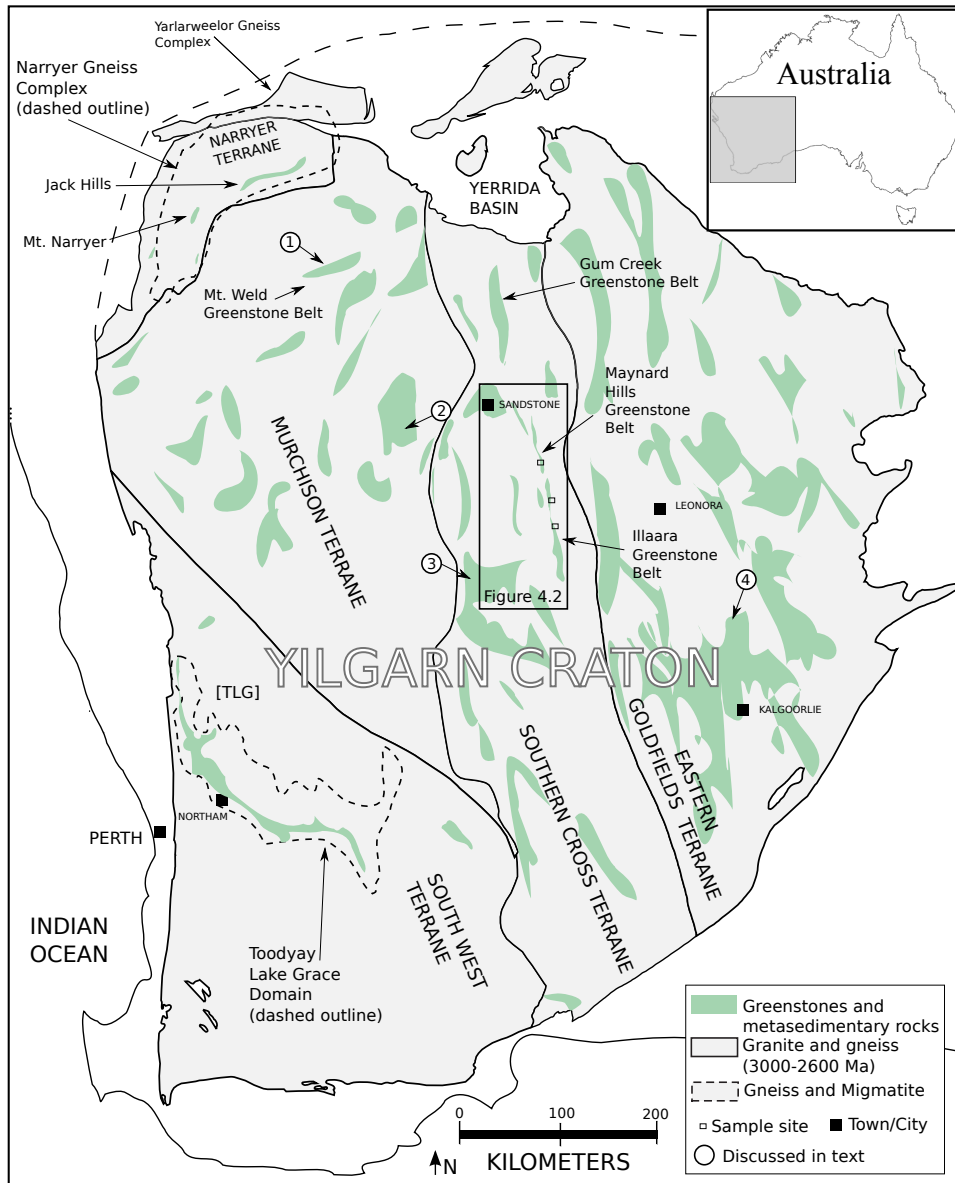 Yarlarweelor Gneiss
Complex
Narryer Gneiss
Complex
(dashed outline)
NARRYER
TERRANE
Jack Hills
Mt. Narryer
Australia
YERRIDA
BASIN
1
Mt. Weld
Greenstone Belt
Gum Creek
Greenstone Belt
Maynard
Hills
Greenstone
Belt
SANDSTONE
2
MURCHISON TERRANE
LEONORA
Illaara
Greenstone
Belt
3
Figure 4.2
4
YILGARN CRATON
[TLG]
KALGOORLIE
NORTHAM
PERTH
SOUTHERN CROSS TERRANE
EASTERN
GOLDFIELDS TERRANE
SOUTH WEST
TERRANE
INDIAN
OCEAN
Toodyay
Lake Grace
Domain
(dashed outline)
Greenstones and
metasedimentary rocks
Granite and gneiss
(3000-2600 Ma)
Gneiss and Migmatite
Sample site
Town/City
Discussed in text
0 100 200
N
KILOMETERS